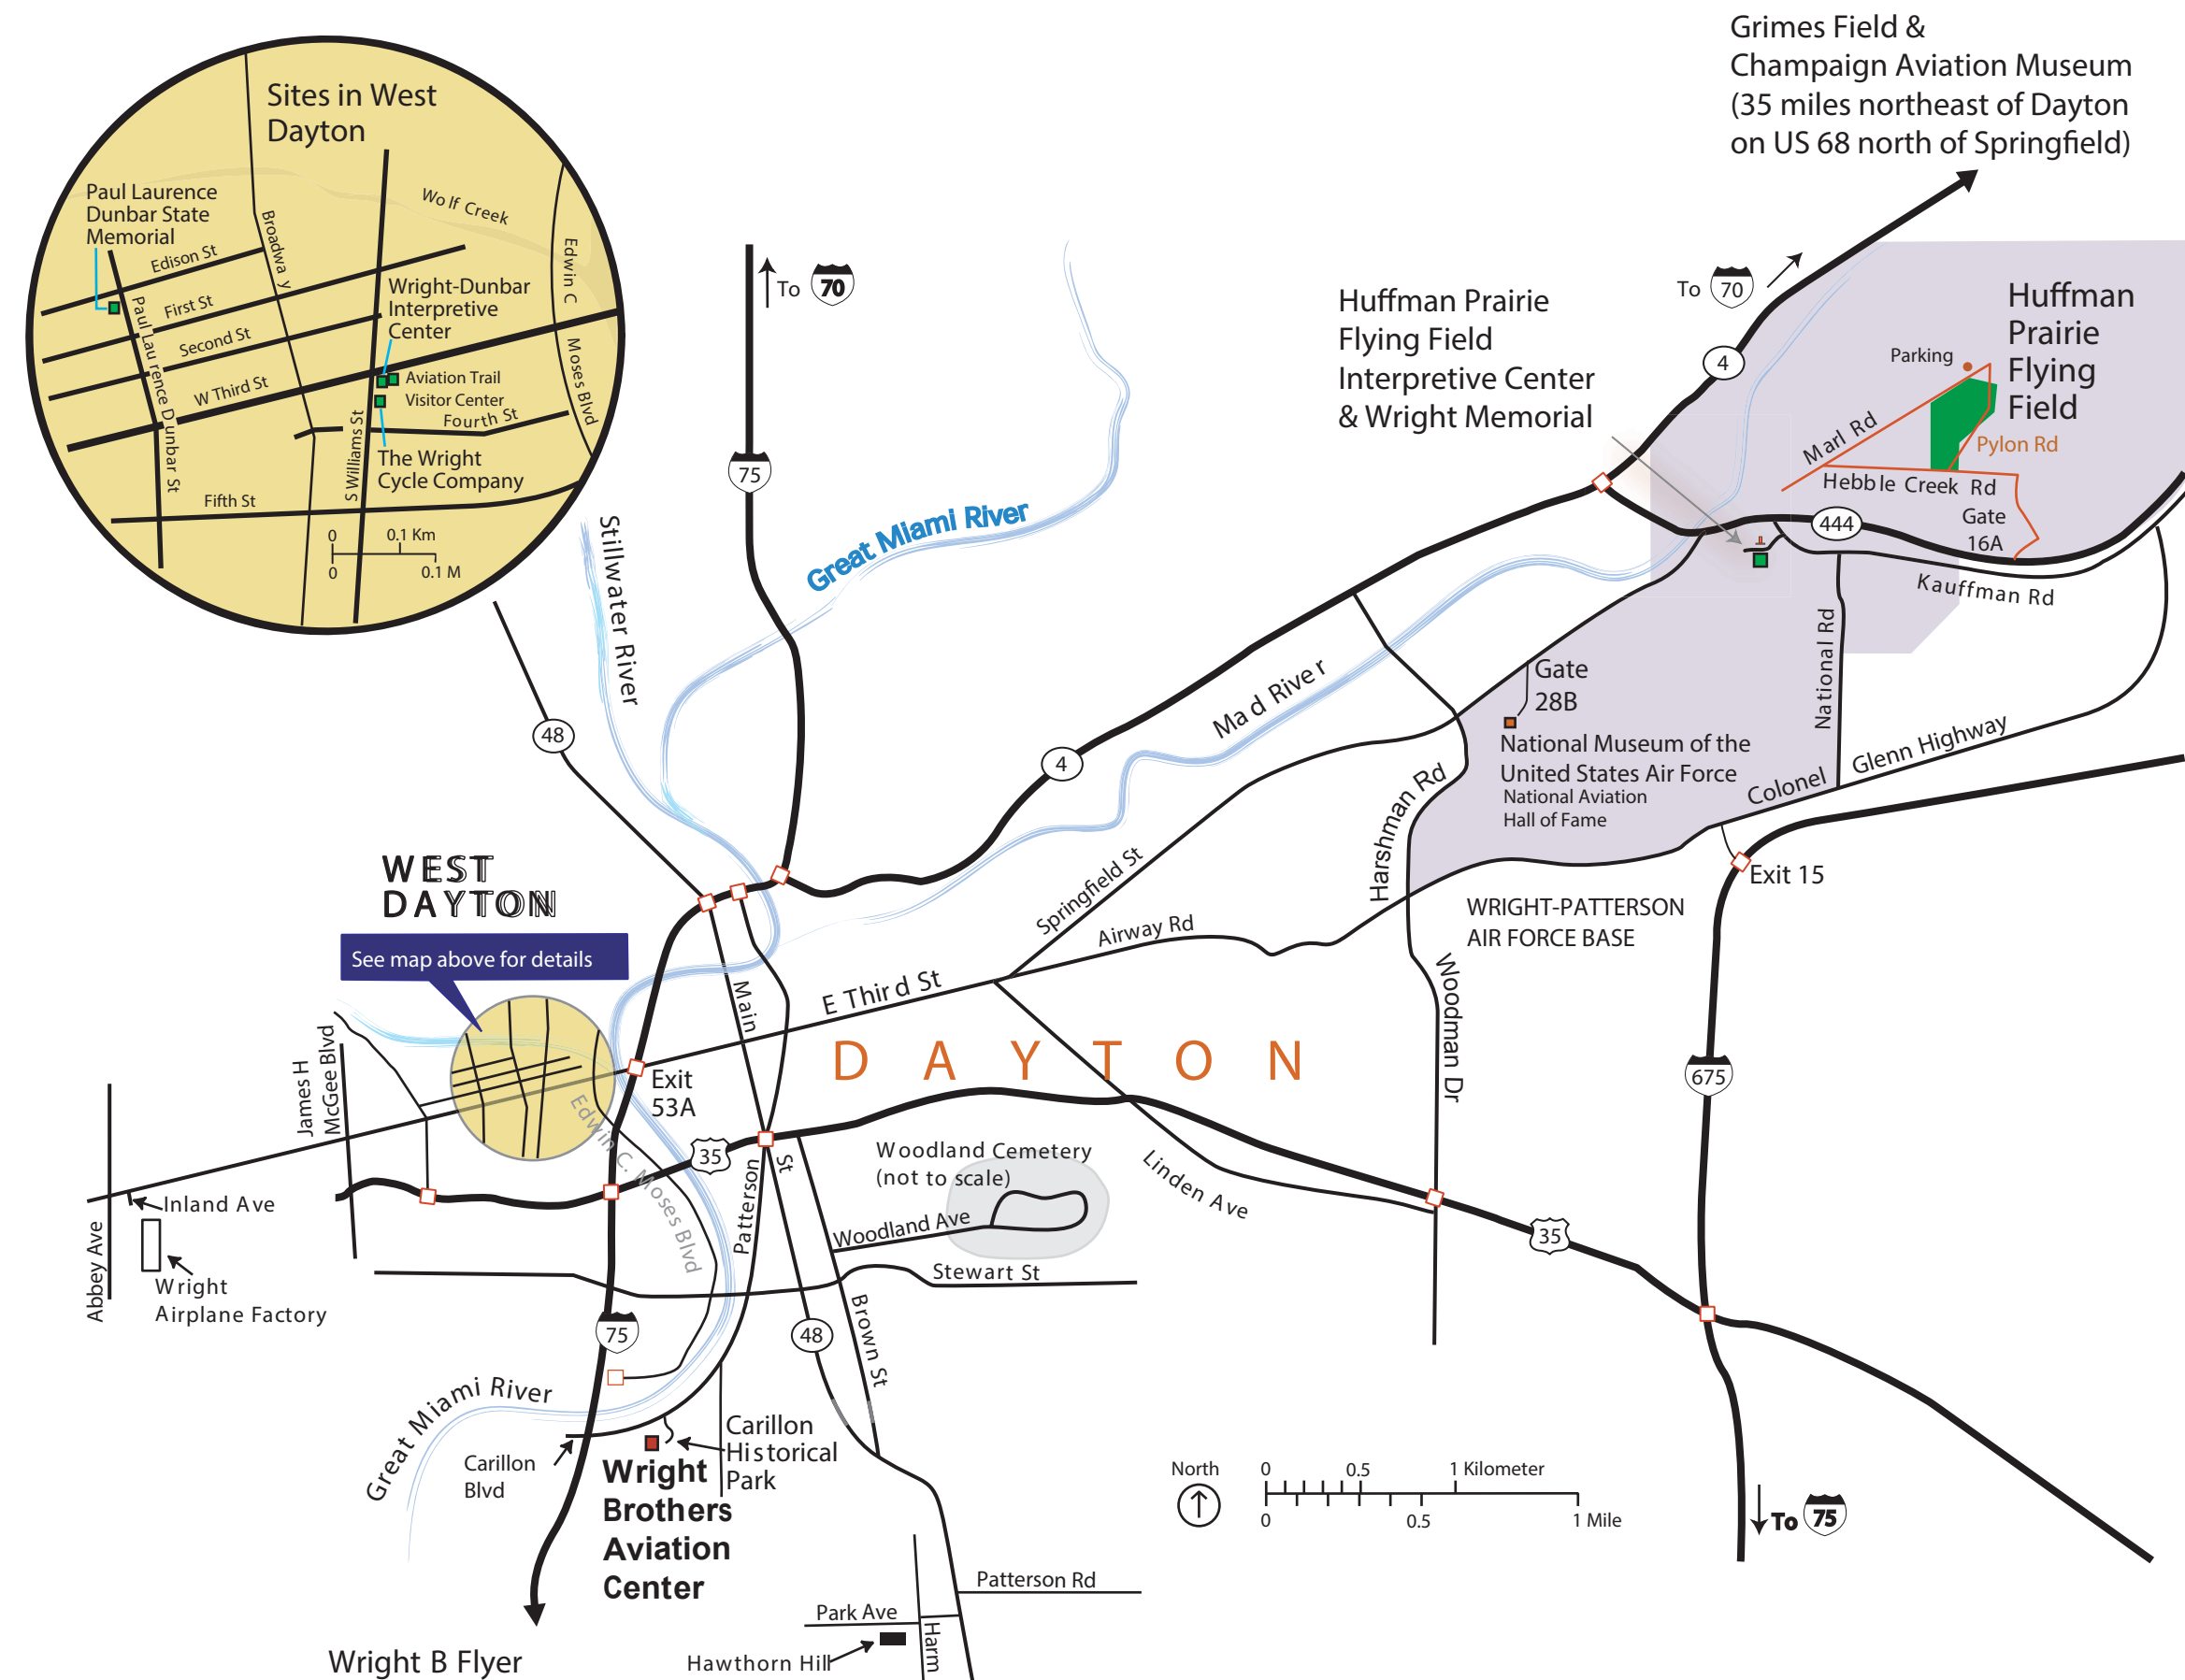 Grimes Field &
Champaign Aviation Museum
(35 miles northeast of Dayton
on US 68 north of Springfield)
Sites in West
Dayton
Paul Laurence
Dunbar State
Memorial
Wolf Creek
Broadway
Edison St
First St
Second St
W Third St
Paul Laurence Dunbar St
Edwin C Moses Blvd
Wright-Dunbar
Interpretive
Center
Aviation Trail
Visitor Center
Fourth St
S Williams St
The Wright
Cycle Company
Fifth St
0 0.1 Km
0 0.1 M
To 70
75
Great Miami River
Stillwater River
48
Huffman Prairie
Flying Field
Interpretive Center
& Wright Memorial
To 70
4
Huffman
Prairie
Flying
Field
Parking
Marl Rd
Pylon Rd
Hebble Creek Rd
Gate
16A
444
Kauffman Rd
National Rd
Gate
28B
Mad River
4
National Museum of the
United States Air Force
National Aviation
Hall of Fame
Colonel Glenn Highway
Harshman Rd
Exit 15
WRIGHT-PATTERSON
AIR FORCE BASE
Springfield St
Airway Rd
WEST
DAYTON
See map above for details
Main St
E Third St
DAYTON
Woodman Dr
675
James H
McGee Blvd
Exit
53A
Edwin C. Moses Blvd
35
Woodland Cemetery
(not to scale)
Woodland Ave
Linden Ave
35
Inland Ave
Abbey Ave
Wright
Airplane Factory
Patterson
Stewart St
75
48
Brown St
Great Miami River
Carillon
Blvd
Carillon
Historical
Park
Wright
Brothers
Aviation
Center
North
0 0.5 1 Kilometer
0 0.5 1 Mile
To 75
Patterson Rd
Park Ave
Harm
Hawthorn Hill
Wright B Flyer